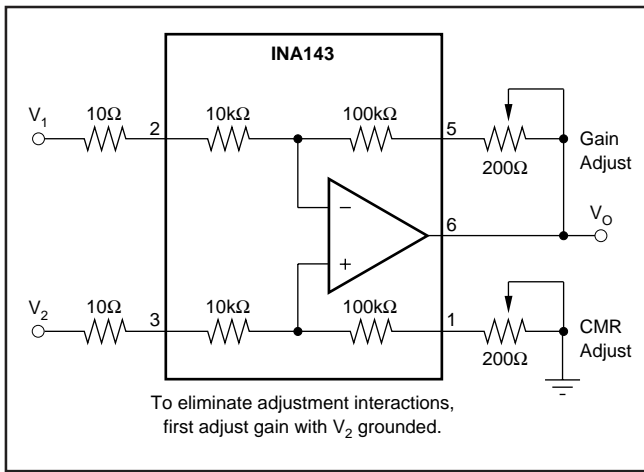 INA143
V1
10Ω
2
10kΩ
100kΩ
5
200Ω
Gain
Adjust
−
+
6
VO
V2
10Ω
3
10kΩ
100kΩ
1
200Ω
CMR
Adjust
To eliminate adjustment interactions,
first adjust gain with V2 grounded.